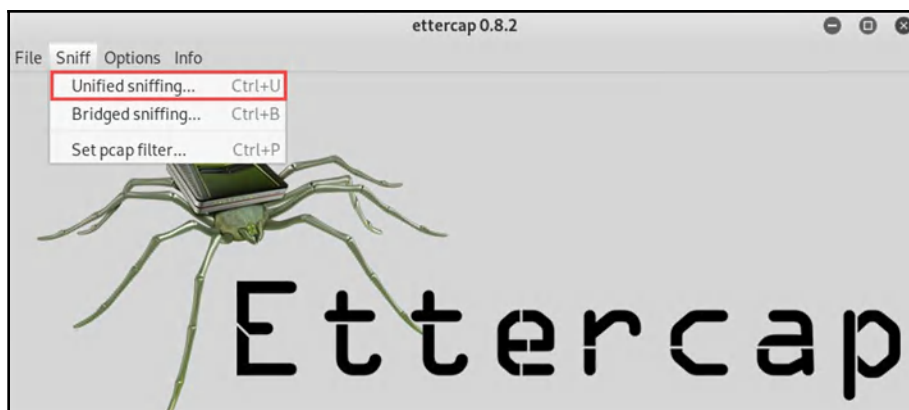 ettercap 0.8.2
File Sniff Options Info
Unified sniffing... Ctrl+U
Bridged sniffing... Ctrl+B
Set pcap filter... Ctrl+P
Ettercap